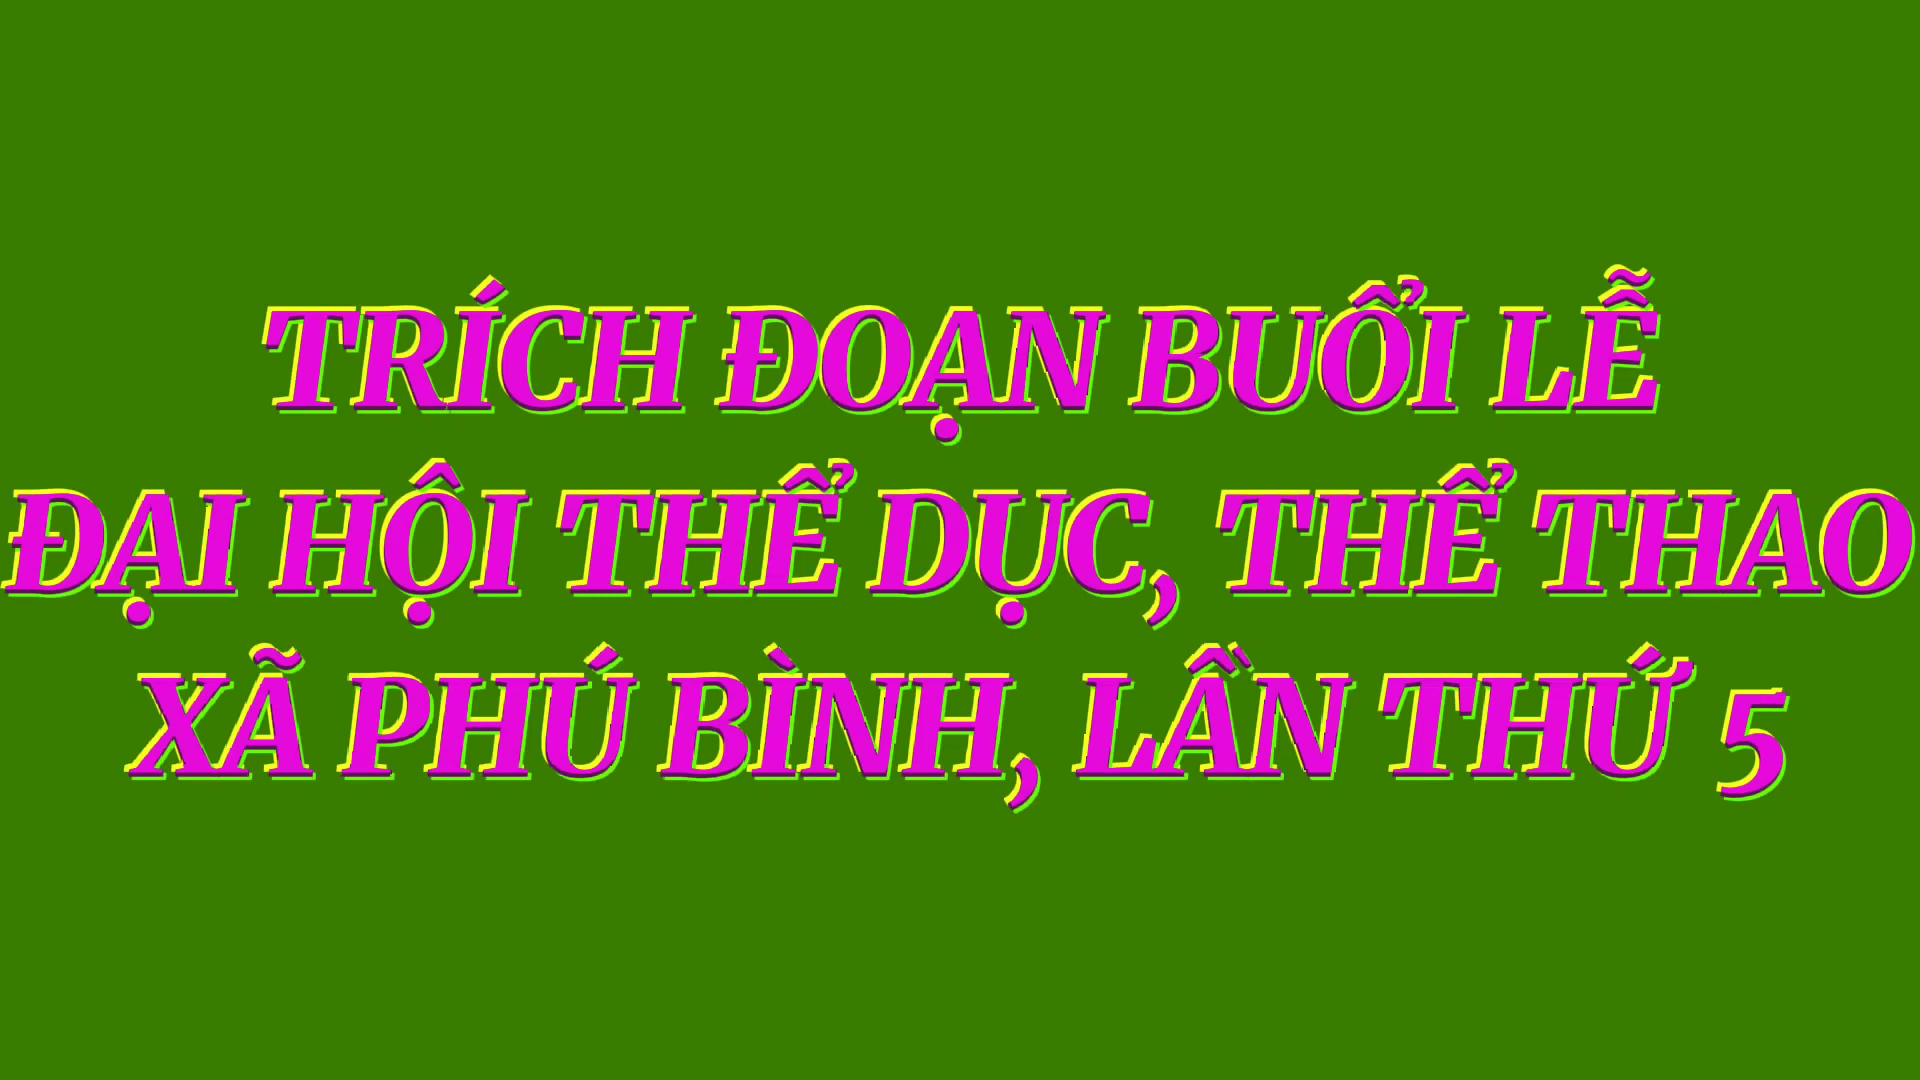 TRÍCH ĐOẠN BUỔI LỄ
ĐẠI HỘI THỂ DỤC, THỂ THAO
XÃ PHÚ BÌNH, LẦN THỨ 5